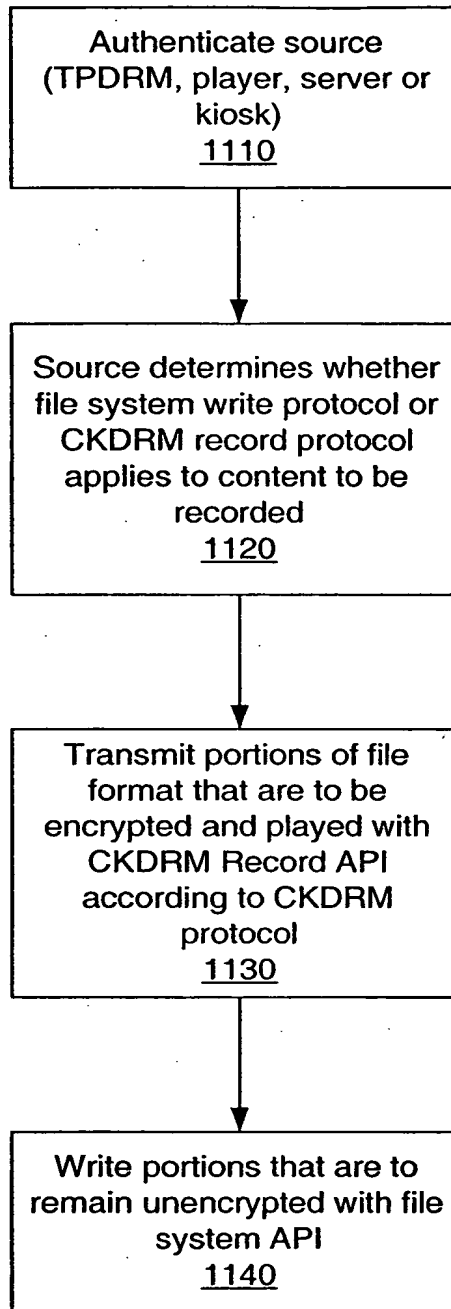 Authenticate source
(TPDRM, player, server or
kiosk)
1110
Source determines whether
file system write protocol or
CKDRM record protocol
applies to content to be
recorded
1120
Transmit portions of file
format that are to be
encrypted and played with
CKDRM Record API
according to CKDRM
protocol
1130
Write portions that are to
remain unencrypted with file
system API
1140